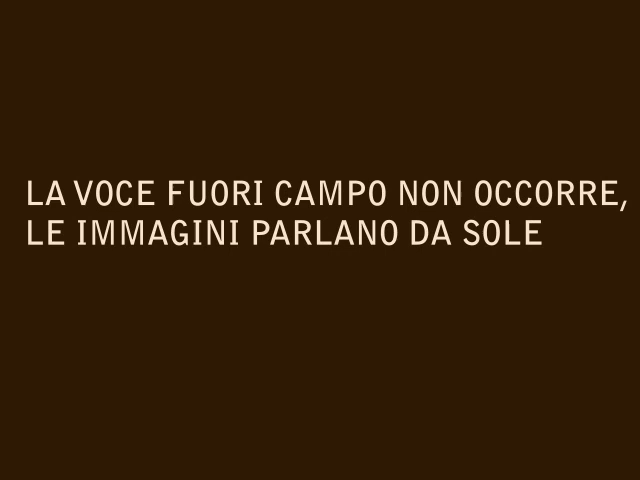 LA VOCE FUORI CAMPO NON OCCORRE,
LE IMMAGINI PARLANO DA SOLE